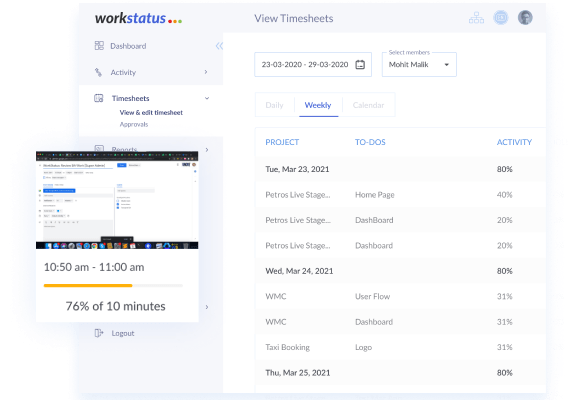 workstatus
View Timesheets
Dashboard
Activity
Timesheets
View & edit timesheet
Approvals
Reports
Logout
23-03-2020 - 29-03-2020
Select members
Mohit Malik
Daily Weekly Calendar
PROJECT TO-DOS ACTIVITY
Tue, Mar 23, 2021 80%
Petros Live Stage... Home Page 40%
Petros Live Stage... DashBoard 20%
Petros Live Stage... Dashboard 20%
Wed, Mar 24, 2021 80%
WMC User Flow 31%
WMC Dashboard 31%
Taxi Booking Logo 31%
Thu, Mar 25, 2021 80%
10:50 am - 11:00 am
76% of 10 minutes